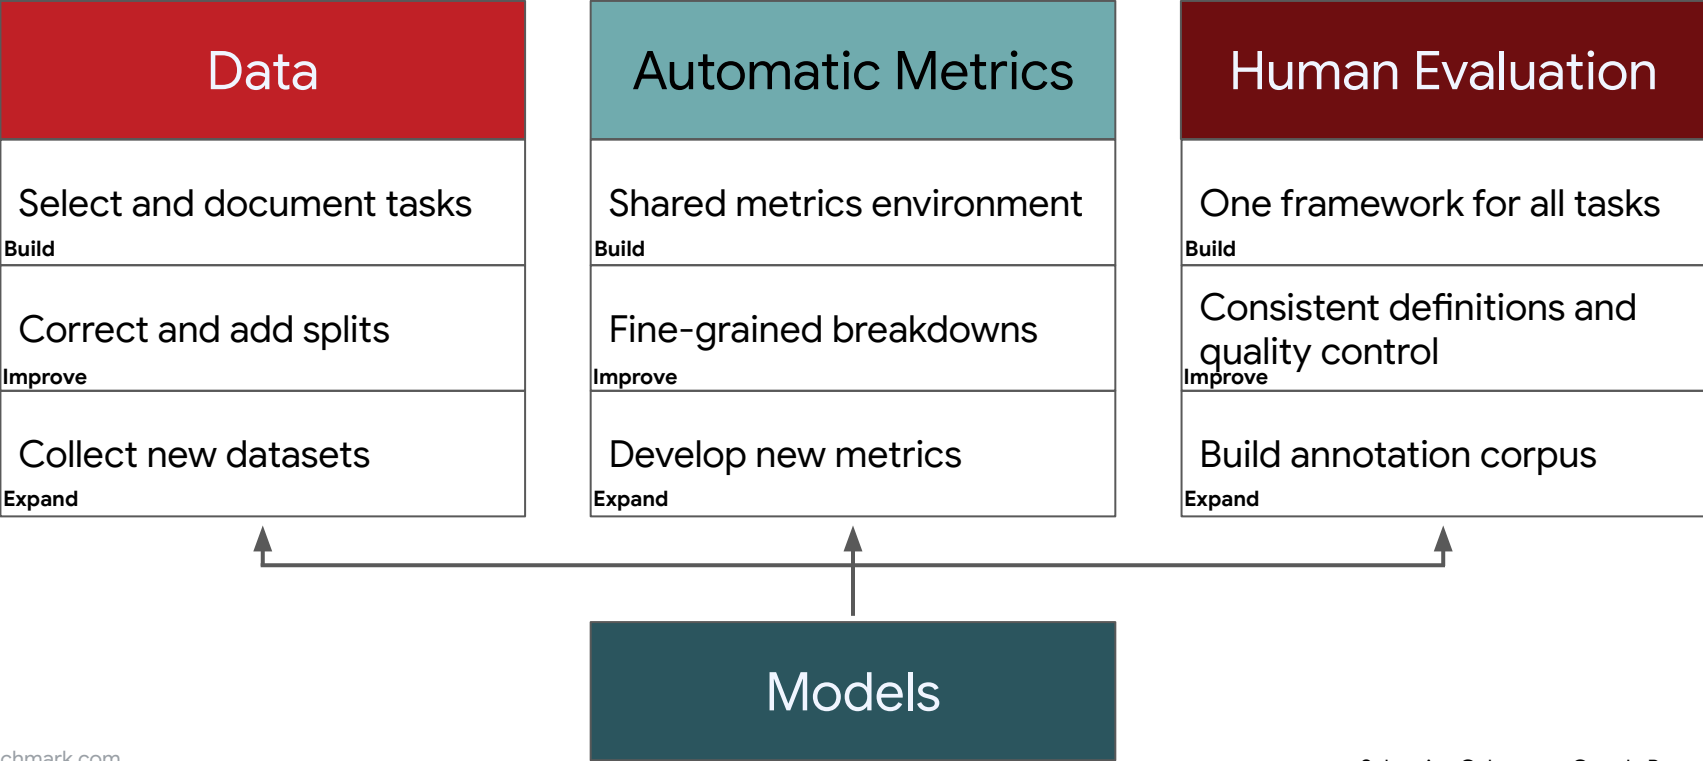 Data
Select and document tasks
Build
Correct and add splits
Improve
Collect new datasets
Expand
Automatic Metrics
Shared metrics environment
Build
Fine-grained breakdowns
Improve
Develop new metrics
Expand
Human Evaluation
One framework for all tasks
Build
Consistent definitions and
quality control
Improve
Build annotation corpus
Expand
Models
chmark.com